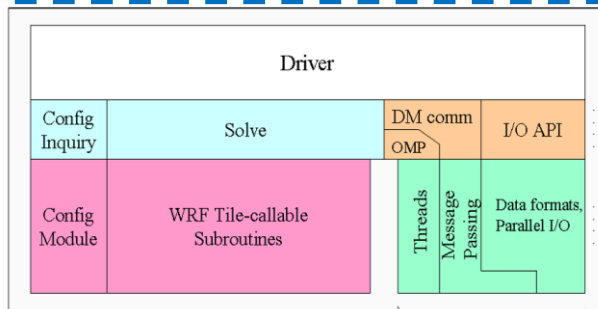 Driver
Config
Inquiry
Solve
DM comm
OMP
I/O API
Config
Module
WRF Tile-callable
Subroutines
Threads
Message
Passing
Data formats,
Parallel I/O